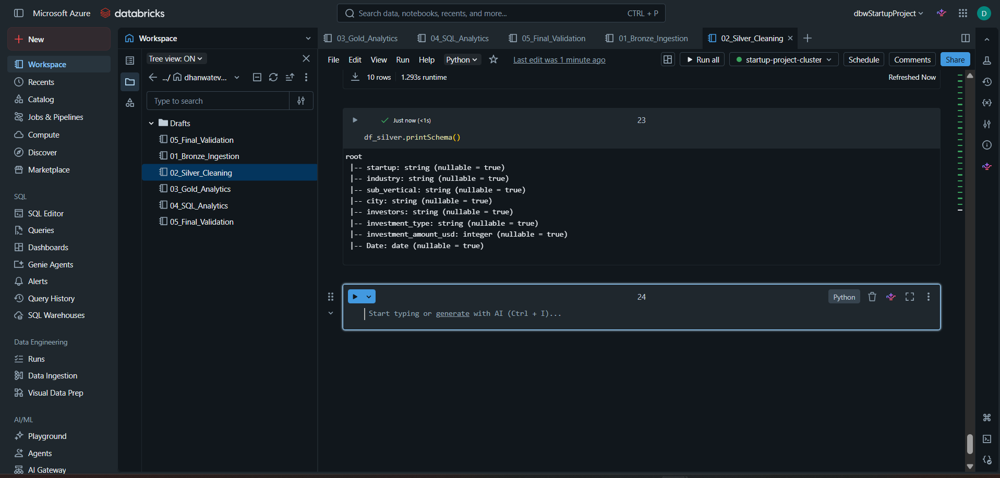 Microsoft Azure
databricks
Search data, notebooks, recents, and more...
CTRL + P
dbwStartupProject
D
New
Workspace
Recents
Catalog
Jobs & Pipelines
Compute
Discover
Marketplace
SQL
SQL Editor
Queries
Dashboards
Genie Agents
Alerts
Query History
SQL Warehouses
Data Engineering
Runs
Data Ingestion
Visual Data Prep
AI/ML
Playground
Agents
AI Gateway
Workspace
Tree view: ON
.../ dhanwatev...
Type to search
Drafts
05_Final_Validation
01_Bronze_Ingestion
02_Silver_Cleaning
03_Gold_Analytics
04_SQL_Analytics
05_Final_Validation
03_Gold_Analytics
04_SQL_Analytics
05_Final_Validation
01_Bronze_Ingestion
02_Silver_Cleaning
File Edit View Run Help Python
Last edit was 1 minute ago
Run all
startup-project-cluster
Schedule
Comments
Share
10 rows
1.293s runtime
Refreshed Now
Just now (<1s)
23
df_silver.printSchema()
root
|-- startup: string (nullable = true)
|-- industry: string (nullable = true)
|-- sub_vertical: string (nullable = true)
|-- city: string (nullable = true)
|-- investors: string (nullable = true)
|-- investment_type: string (nullable = true)
|-- investment_amount_usd: integer (nullable = true)
|-- Date: date (nullable = true)
24
Python
Start typing or generate with AI (Ctrl + I)...